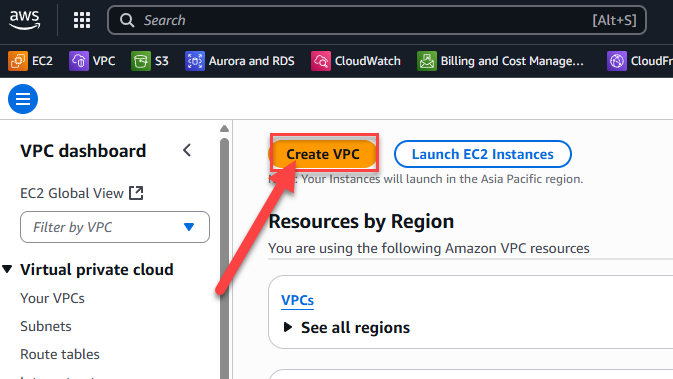 aws
Search [Alt+S]
EC2 VPC S3 Aurora and RDS CloudWatch Billing and Cost Manage... CloudFr
VPC dashboard
EC2 Global View
Filter by VPC
Virtual private cloud
Your VPCs
Subnets
Route tables
Create VPC Launch EC2 Instances
: Your Instances will launch in the Asia Pacific region.
Resources by Region
You are using the following Amazon VPC resources
VPCs
See all regions